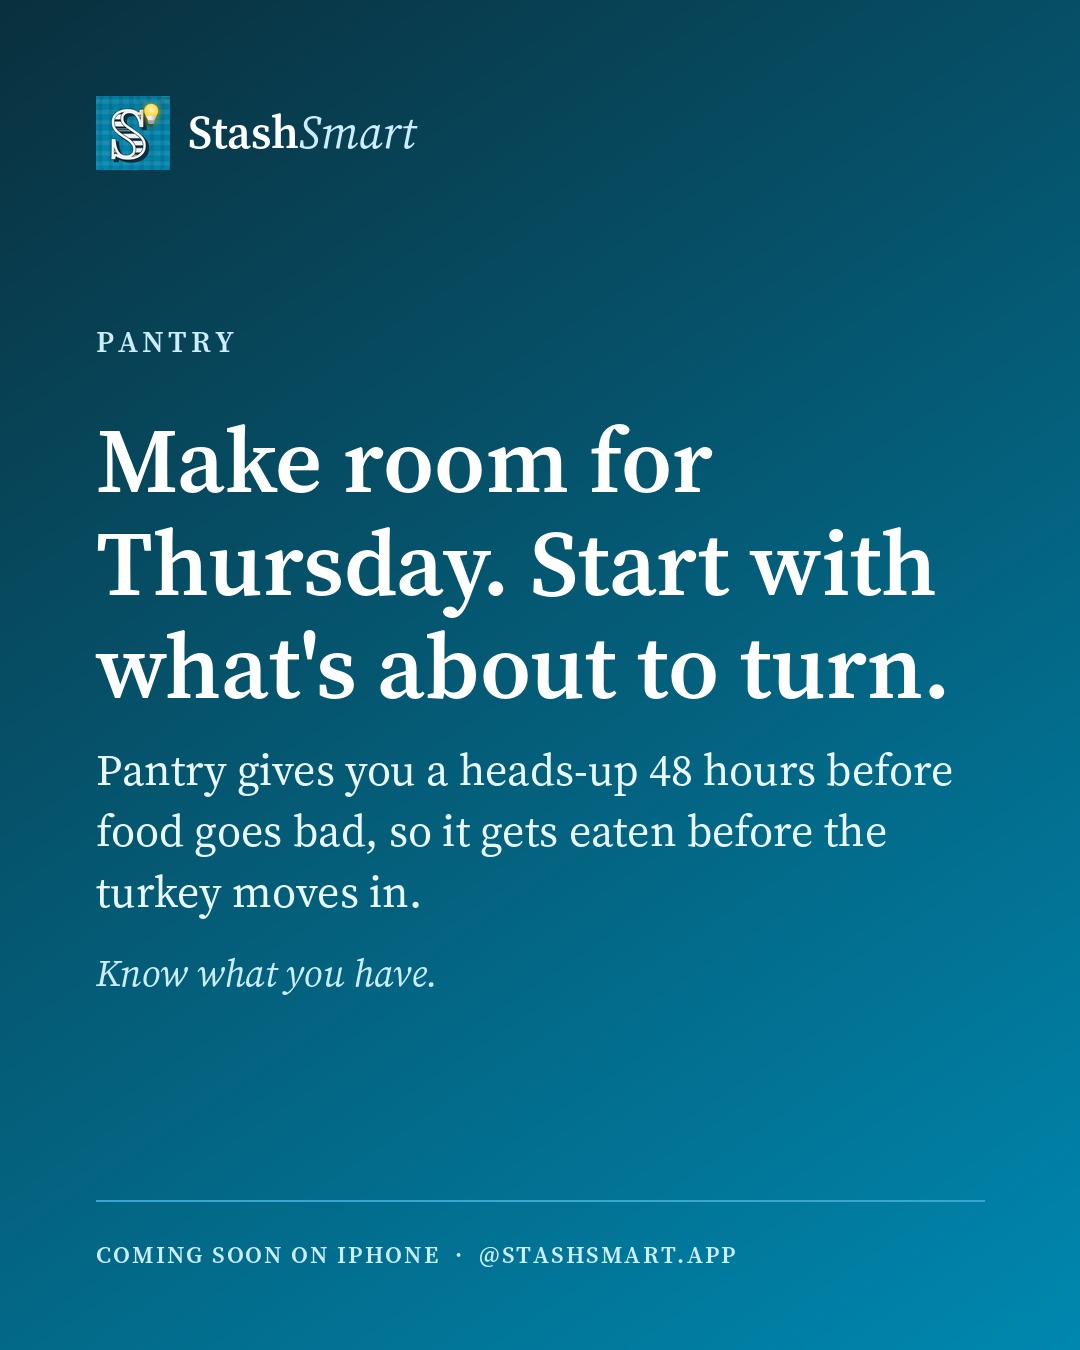 S
StashSmart
PANTRY
Make room for
Thursday. Start with
what's about to turn.
Pantry gives you a heads-up 48 hours before
food goes bad, so it gets eaten before the
turkey moves in.
Know what you have.
COMING SOON ON IPHONE · @STASHSMART.APP